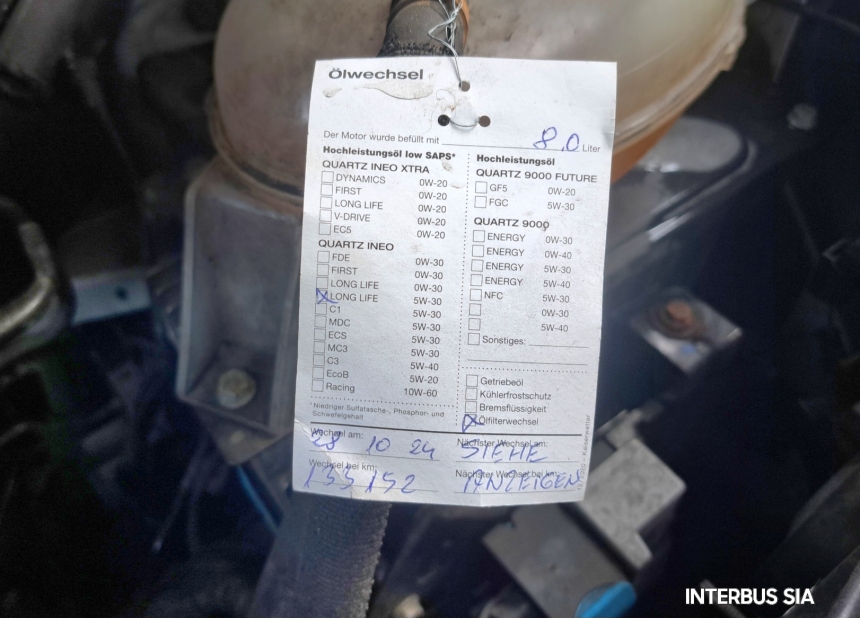 Ölwechsel
Der Motor wurde befüllt mit 8,0 Liter
Hochleistungsöl low SAPS*
QUARTZ INEO XTRA
DYNAMICS 0W-20
FIRST 0W-20
LONG LIFE 0W-20
V-DRIVE 0W-20
EC5 0W-20
QUARTZ INEO
FDE 0W-30
FIRST 0W-30
LONG LIFE 0W-30
LONG LIFE 5W-30
C1 5W-30
MDC 5W-30
ECS 5W-30
MC3 5W-30
C3 5W-40
EcoB 5W-20
Racing 10W-60
*Niedriger Sulfatasche-, Phosphor- und
Schwefelgehalt
Hochleistungsöl
QUARTZ 9000 FUTURE
GF5 0W-20
FGC 5W-30
QUARTZ 9000
ENERGY 0W-30
ENERGY 0W-40
ENERGY 5W-30
ENERGY 5W-40
NFC 5W-30
0W-30
5W-40
Sonstiges:
Getriebeöl
Kühlerfrostschutz
Bremsflüssigkeit
Ölfilterwechsel
Wechsel am: Nächster Wechsel am:
28 10 24 SIEHE
Wechsel bei km: Nächster Wechsel bei km:
133 152 ANZEIGEN
INTERBUS SIA